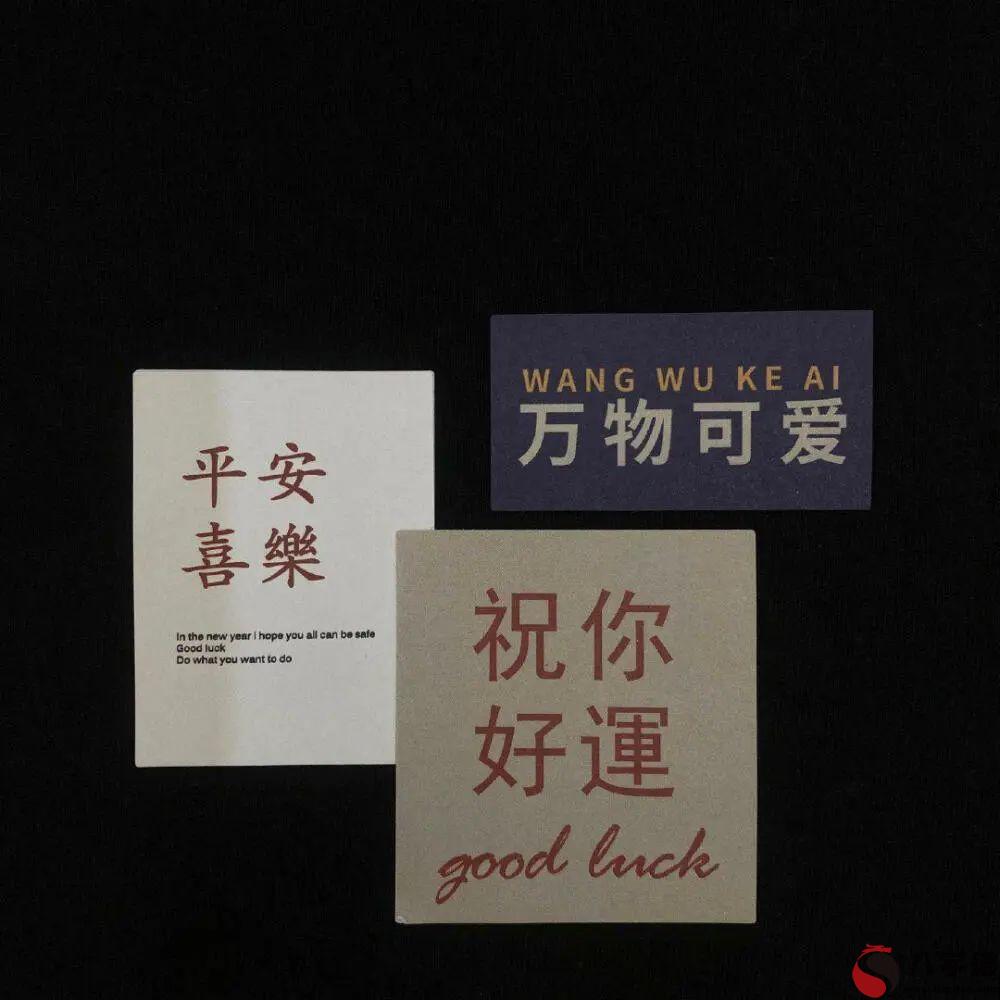 平安
喜樂
In the new year i hope you all can be safe
Good luck
Do what you want to do
WANG WU KE AI
万物可爱
祝你
好運
good luck